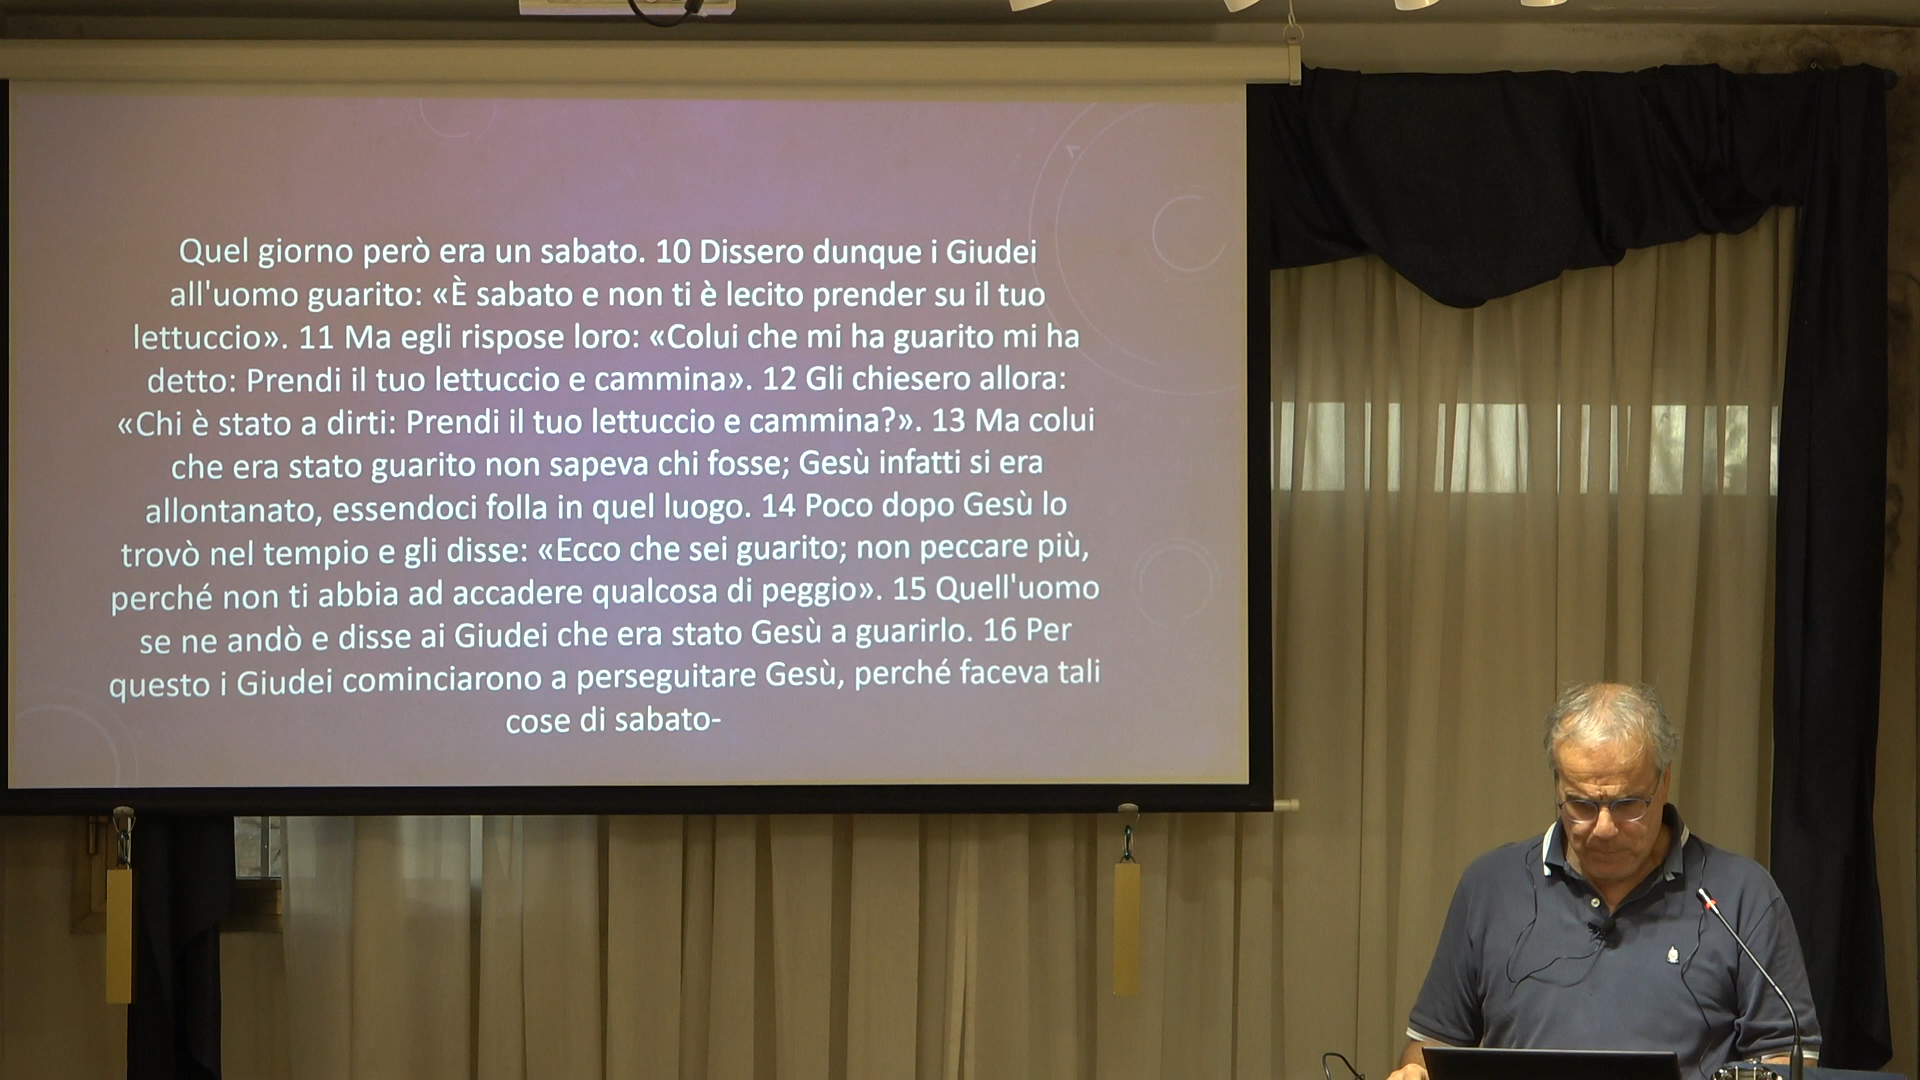 Quel giorno però era un sabato. 10 Dissero dunque i Giudei
all'uomo guarito: «È sabato e non ti è lecito prender su il tuo
lettuccio». 11 Ma egli rispose loro: «Colui che mi ha guarito mi ha
detto: Prendi il tuo lettuccio e cammina». 12 Gli chiesero allora:
«Chi è stato a dirti: Prendi il tuo lettuccio e cammina?». 13 Ma colui
che era stato guarito non sapeva chi fosse; Gesù infatti si era
allontanato, essendoci folla in quel luogo. 14 Poco dopo Gesù lo
trovò nel tempio e gli disse: «Ecco che sei guarito; non peccare più,
perché non ti abbia ad accadere qualcosa di peggio». 15 Quell'uomo
se ne andò e disse ai Giudei che era stato Gesù a guarirlo. 16 Per
questo i Giudei cominciarono a perseguitare Gesù, perché faceva tali
cose di sabato-